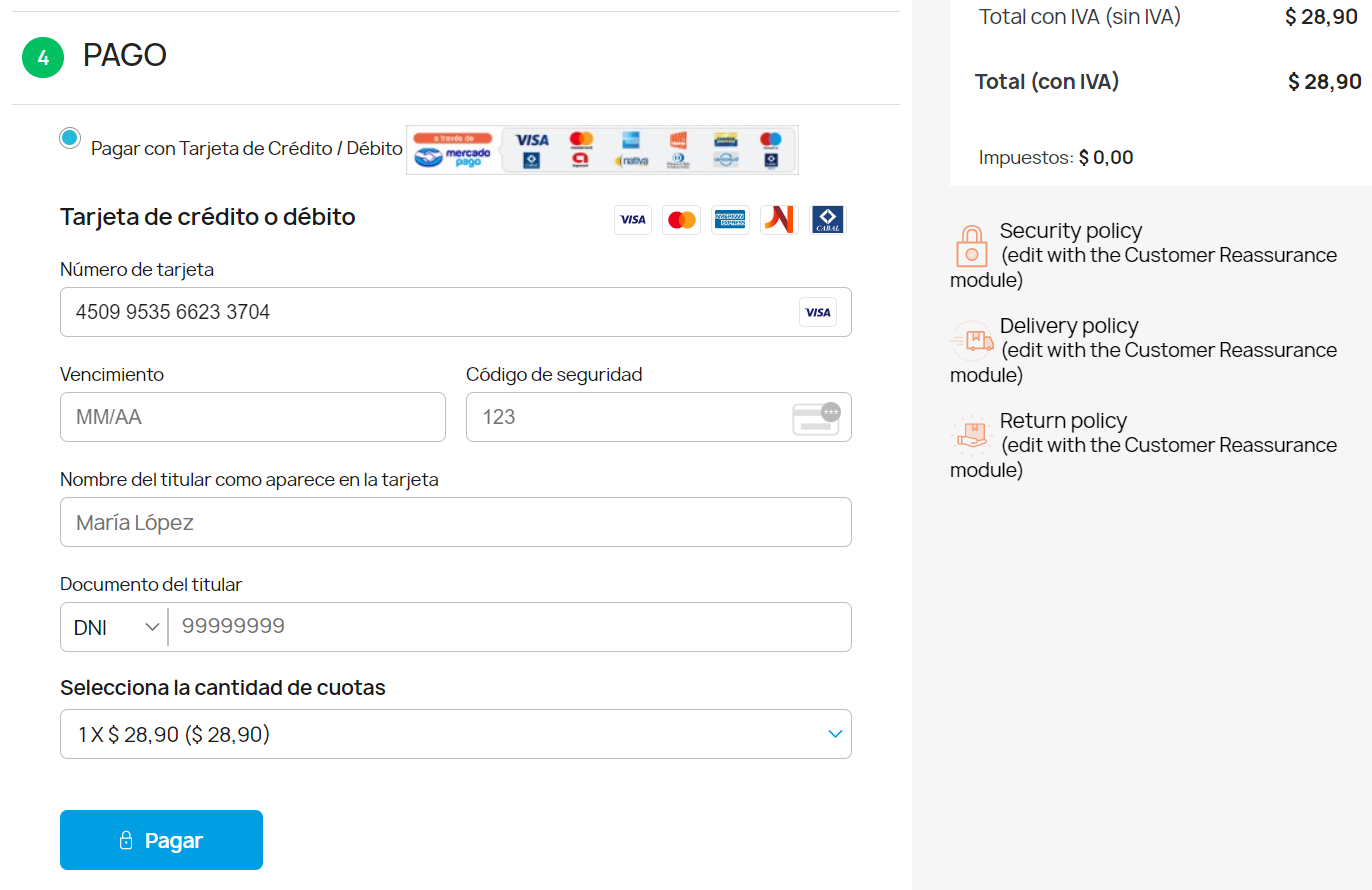 4 PAGO
Pagar con Tarjeta de Crédito / Débito
a través de
mercado
pago
VISA
nativa
Tarjeta de crédito o débito
VISA
AMERICAN
EXPRESS
CABAL
Número de tarjeta
4509 9535 6623 3704
VISA
Vencimiento
Código de seguridad
MM/AA
123
Nombre del titular como aparece en la tarjeta
María López
Documento del titular
DNI
99999999
Selecciona la cantidad de cuotas
1 X $ 28,90 ($ 28,90)
Pagar
Total con IVA (sin IVA) $ 28,90
Total (con IVA) $ 28,90
Impuestos: $ 0,00
Security policy
(edit with the Customer Reassurance
module)
Delivery policy
(edit with the Customer Reassurance
module)
Return policy
(edit with the Customer Reassurance
module)